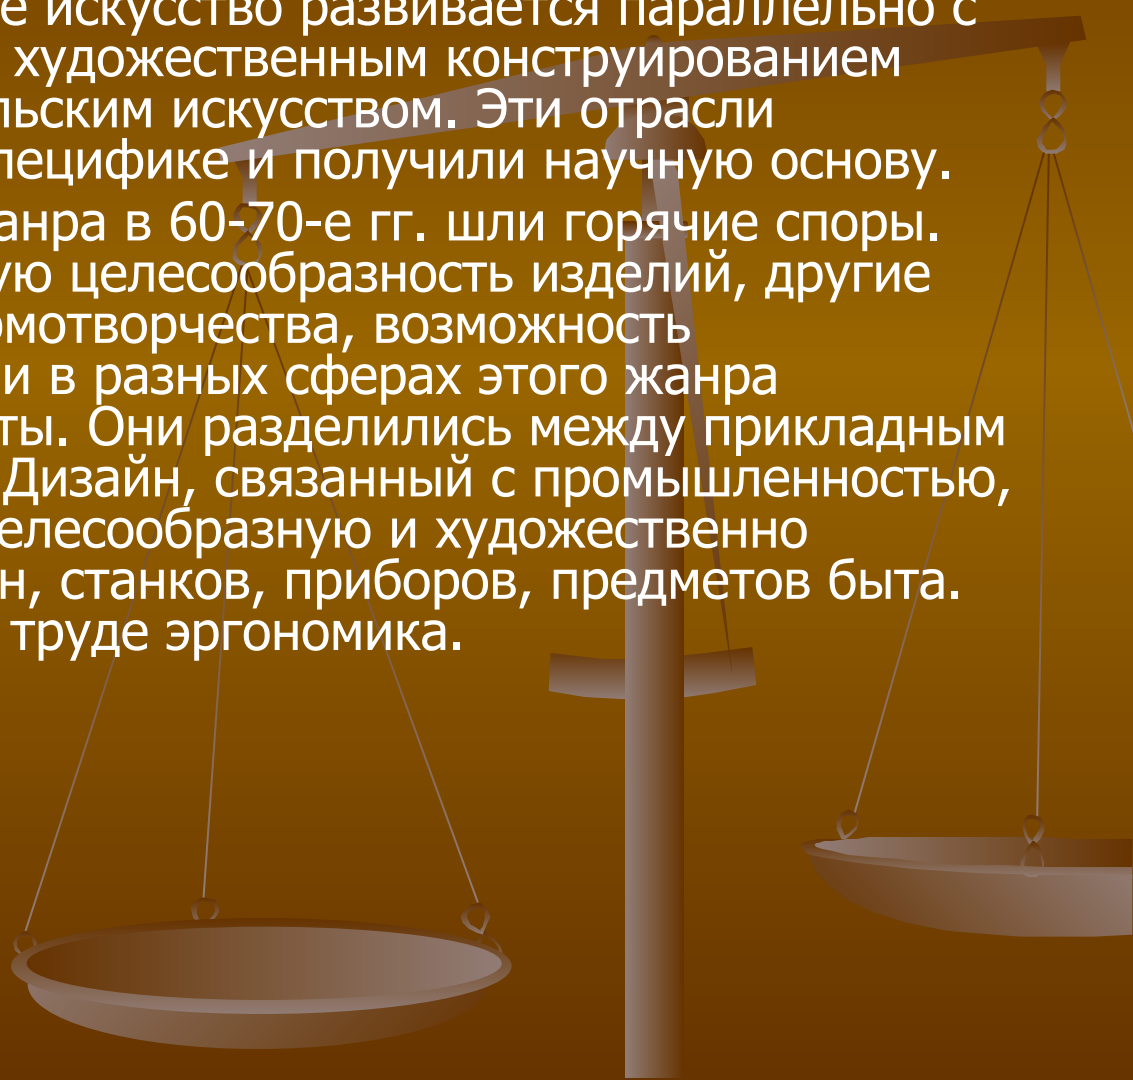 е искусство развивается параллельно с
художественным конструированием
льским искусством. Эти отрасли
пецифике и получили научную основу.
анра в 60-70-е гг. шли горячие споры.
ую целесообразность изделий, другие
рмотворчества, возможность
и в разных сферах этого жанра
ты. Они разделились между прикладным
Дизайн, связанный с промышленностью,
елесообразную и художественно
н, станков, приборов, предметов быта.
труде эргономика.